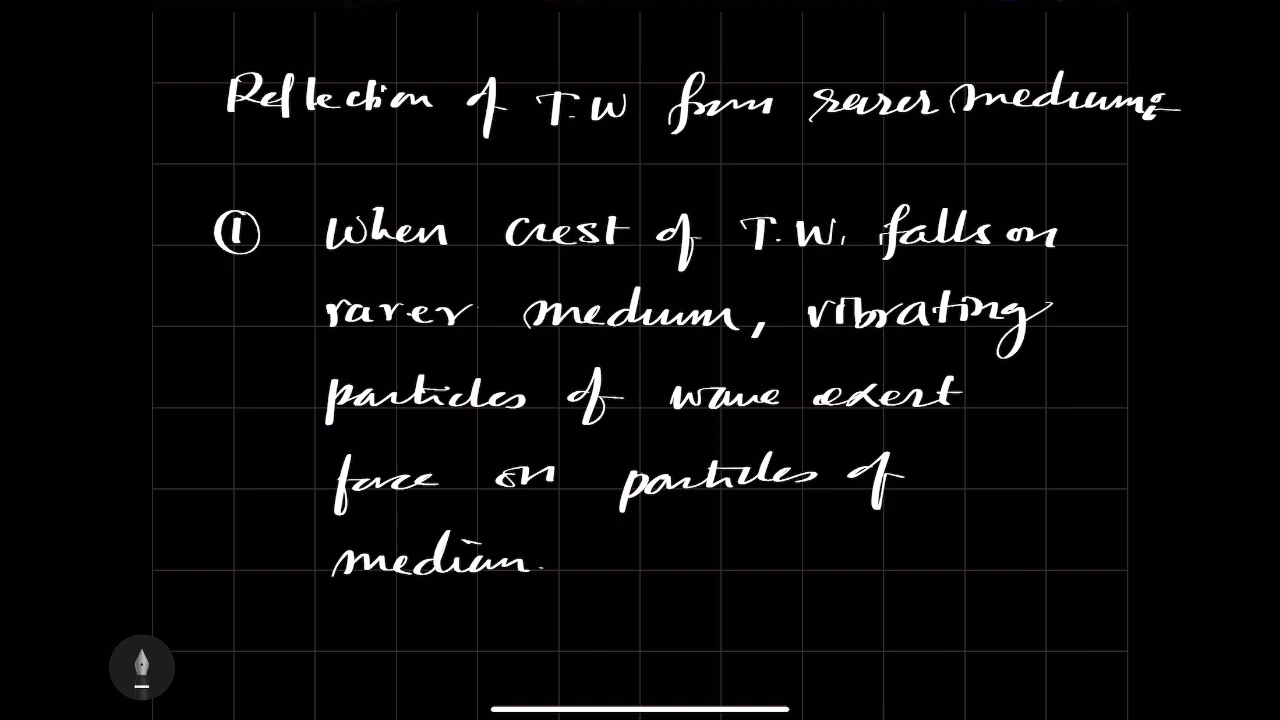 Reflection of T.W from rarer medium:-
① When crest of T.W. falls on
rarer medium, vibrating
particles of wave exert
force on particles of
medium.